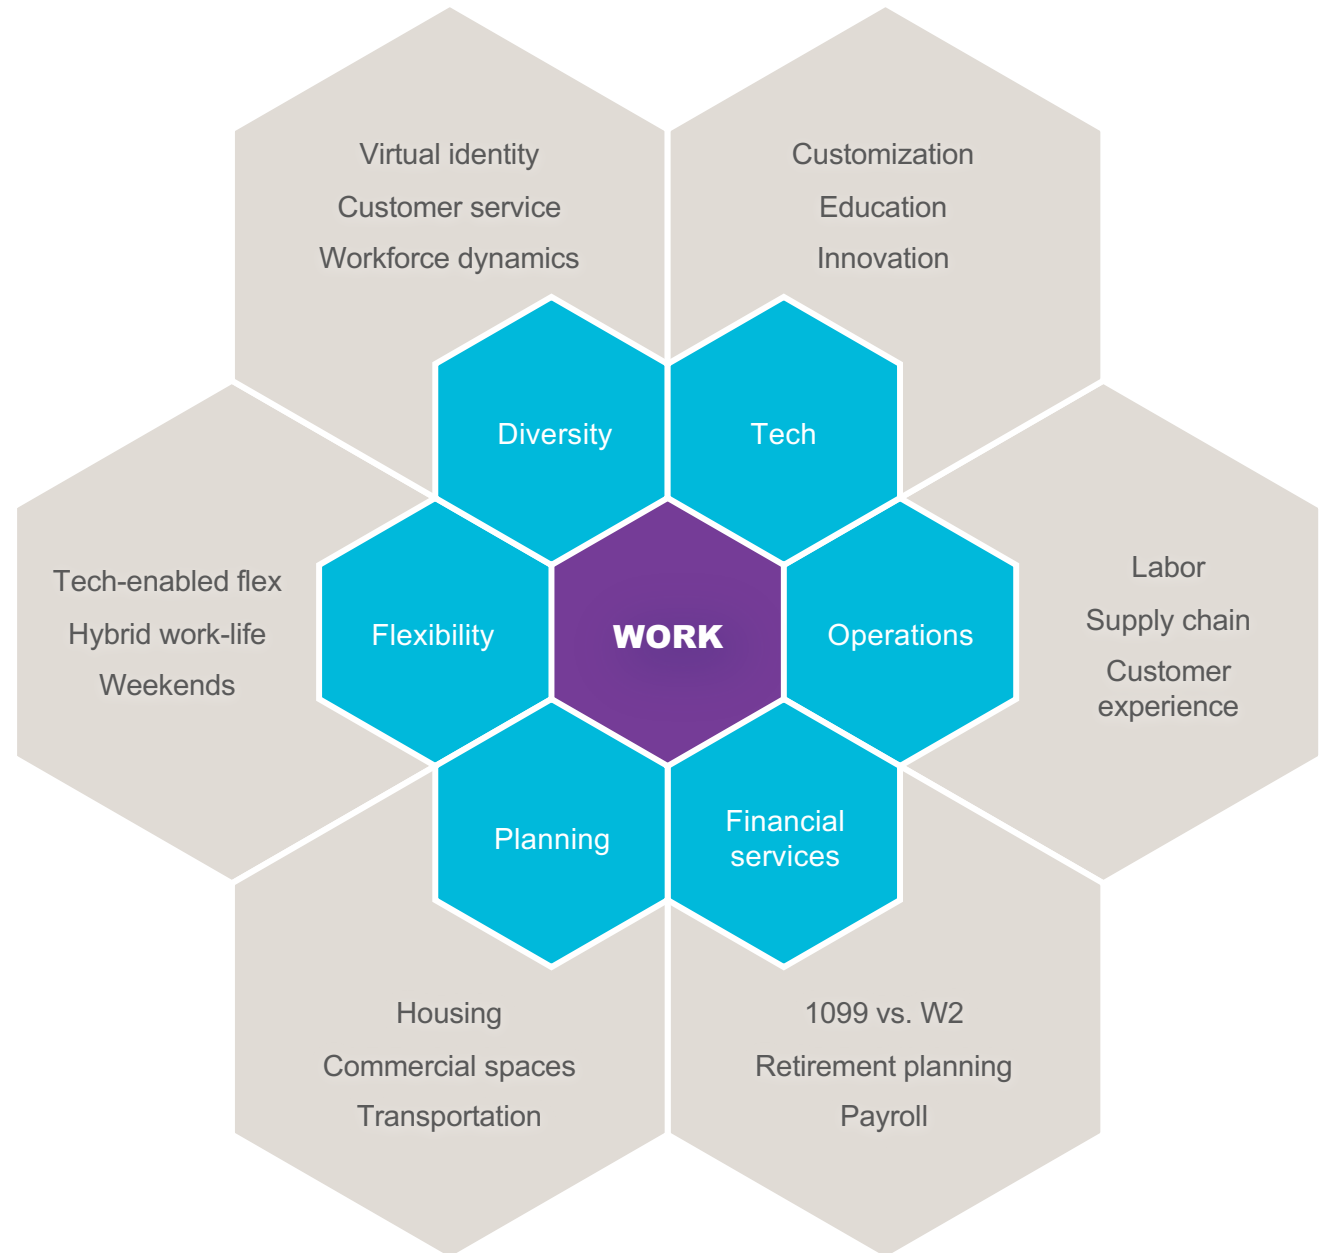 Virtual identity
Customer service
Workforce dynamics
Customization
Education
Innovation
Diversity
Tech
Tech-enabled flex
Hybrid work-life
Weekends
Flexibility
WORK
Operations
Labor
Supply chain
Customer
experience
Planning
Financial
services
Housing
Commercial spaces
Transportation
1099 vs. W2
Retirement planning
Payroll